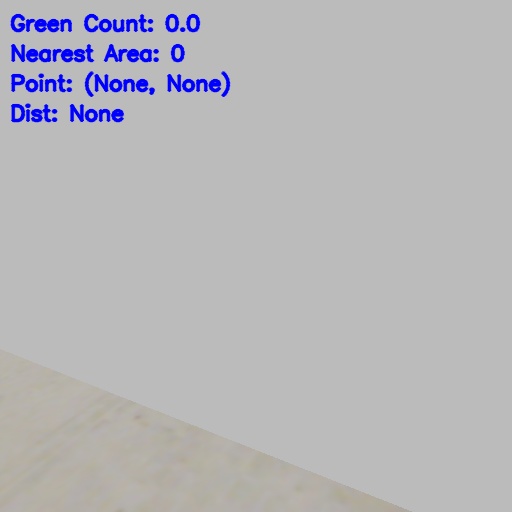 Green Count: 0.0
Nearest Area: 0
Point: (None, None)
Dist: None